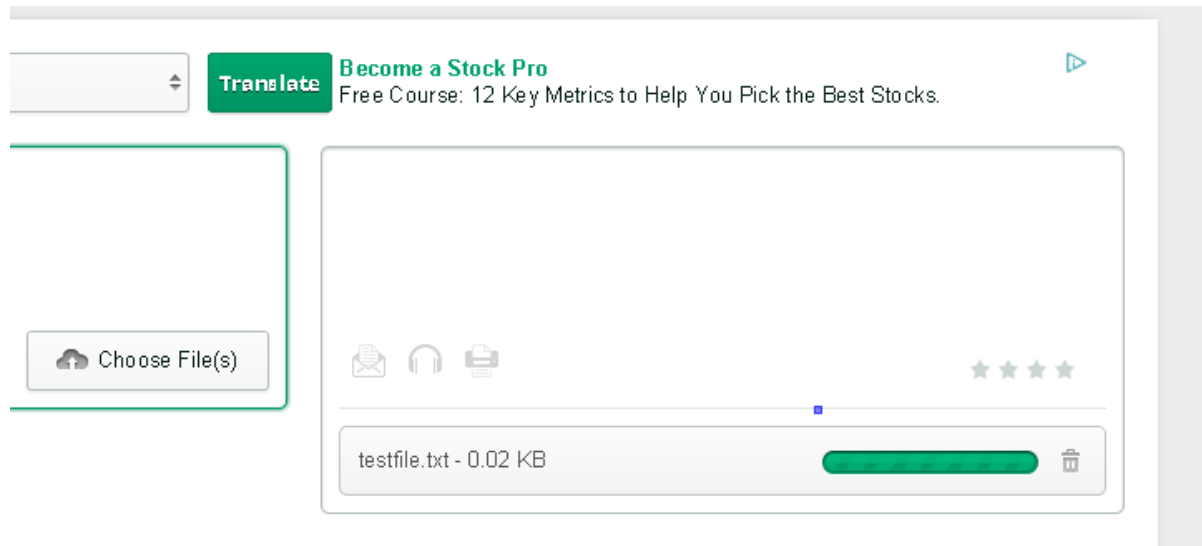 Translate
Become a Stock Pro
Free Course: 12 Key Metrics to Help You Pick the Best Stocks.
Choose File(s)
testfile.txt - 0.02 KB